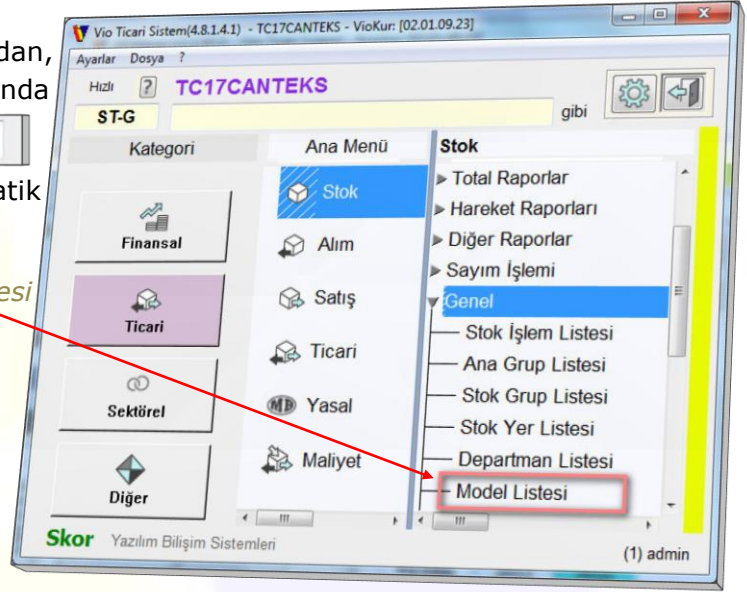 dan,
nda
atik
esi
Vio Ticari Sistem(4.8.1.4.1) - TC17CANTEKS - VioKur: [02.01.09.23]
Ayarlar Dosya ?
Hızlı ? TC17CANTEKS
ST-G gibi
Kategori Ana Menü Stok
Finansal
Ticari
Sektörel
Diğer
Stok
Alım
Satış
Ticari
MB Yasal
Maliyet
Total Raporlar
Hareket Raporları
Diğer Raporlar
Sayım İşlemi
Genel
Stok İşlem Listesi
Ana Grup Listesi
Stok Grup Listesi
Stok Yer Listesi
Departman Listesi
Model Listesi
Skor Yazılım Bilişim Sistemleri
(1) admin